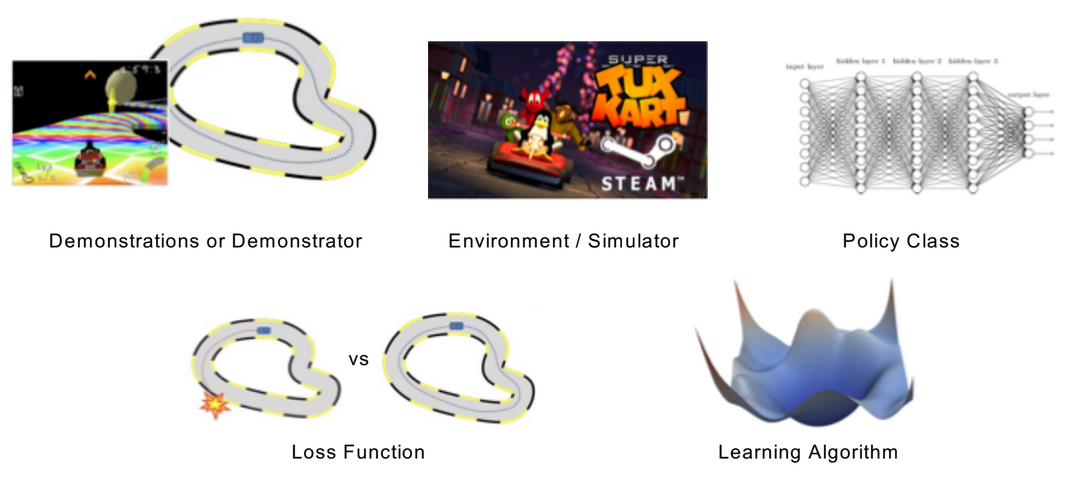 SUPER
TUX
KART
STEAM™
input layer
hidden layer 1 hidden layer 2 hidden layer 3
output layer
Demonstrations or Demonstrator
Environment / Simulator
Policy Class
vs
Loss Function
Learning Algorithm